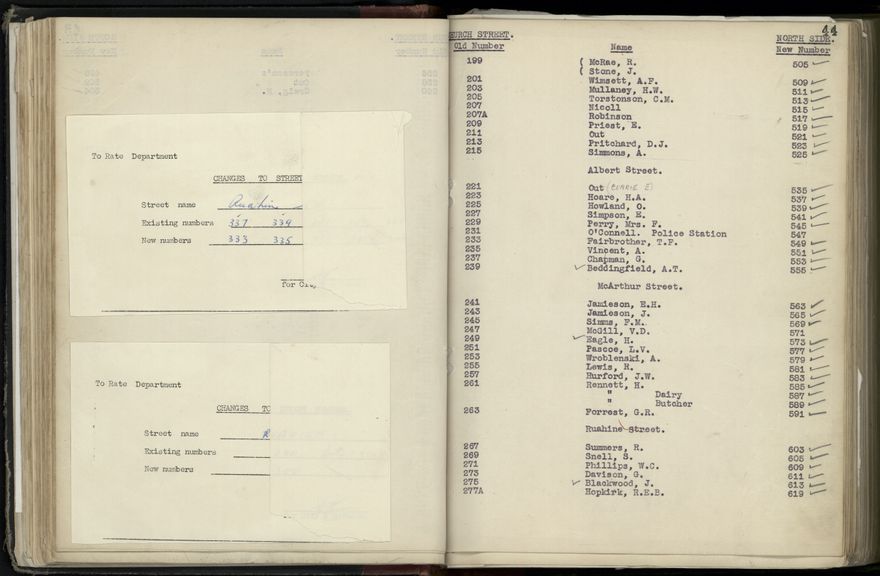 To Rate Department
CHANGES TO STREET
Street name Ruahin
Existing numbers 337 339
New numbers 333 335
for
To Rate Department
CHANGES TO
Street name R
Existing numbers
New numbers
44
HURCH STREET. NORTH SIDE.
Old Number Name New Number
199 ( McRae, R. 505
( Stone, J.
201 Wimsett, A.F. 509
203 Mullaney, H.W. 511
205 Torstonson, C.M. 513
207 Nicoll 515
207A Robinson 517
209 Priest, E. 519
211 Out 521
213 Pritchard, D.J. 523
215 Simmons, A. 525
Albert Street.
221 Out (CLARIE E) 535
223 Hoare, H.A. 537
225 Howland, O. 539
227 Simpson, E. 541
229 Perry, Mrs. F. 545
231 O'Connell. Police Station 547
233 Fairbrother, T.F. 549
235 Vincent, A. 551
237 Chapman, G. 553
239 Beddingfield, A.T. 555
McArthur Street.
241 Jamieson, E.H. 563
243 Jamieson, J. 565
245 Simms, F.M. 569
247 McGill, V.D. 571
249 Eagle, H. 573
251 Pascoe, L.V. 577
253 Wroblenski, A. 579
255 Lewis, R. 581
257 Hurford, J.W. 583
261 Rennett, H. 585
" Dairy 587
" Butcher 589
263 Forrest, G.R. 591
Ruahine Street.
267 Summers, R. 603
269 Snell, S. 605
271 Phillips, W.C. 609
273 Davison, G. 611
275 Blackwood, J. 613
277A Hopkirk, R.E.B. 619